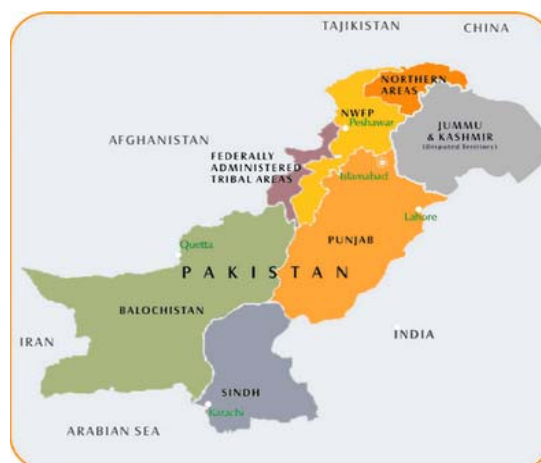 TAJIKISTAN
CHINA
NORTHERN
AREAS
NWFP
Peshawar
JUMMU
& KASHMIR
(Disputed Territory)
AFGHANISTAN
FEDERALLY
ADMINISTERED
TRIBAL AREAS
Islamabad
Lahore
PUNJAB
Quetta
PAKISTAN
BALOCHISTAN
INDIA
IRAN
SINDH
Karachi
ARABIAN SEA